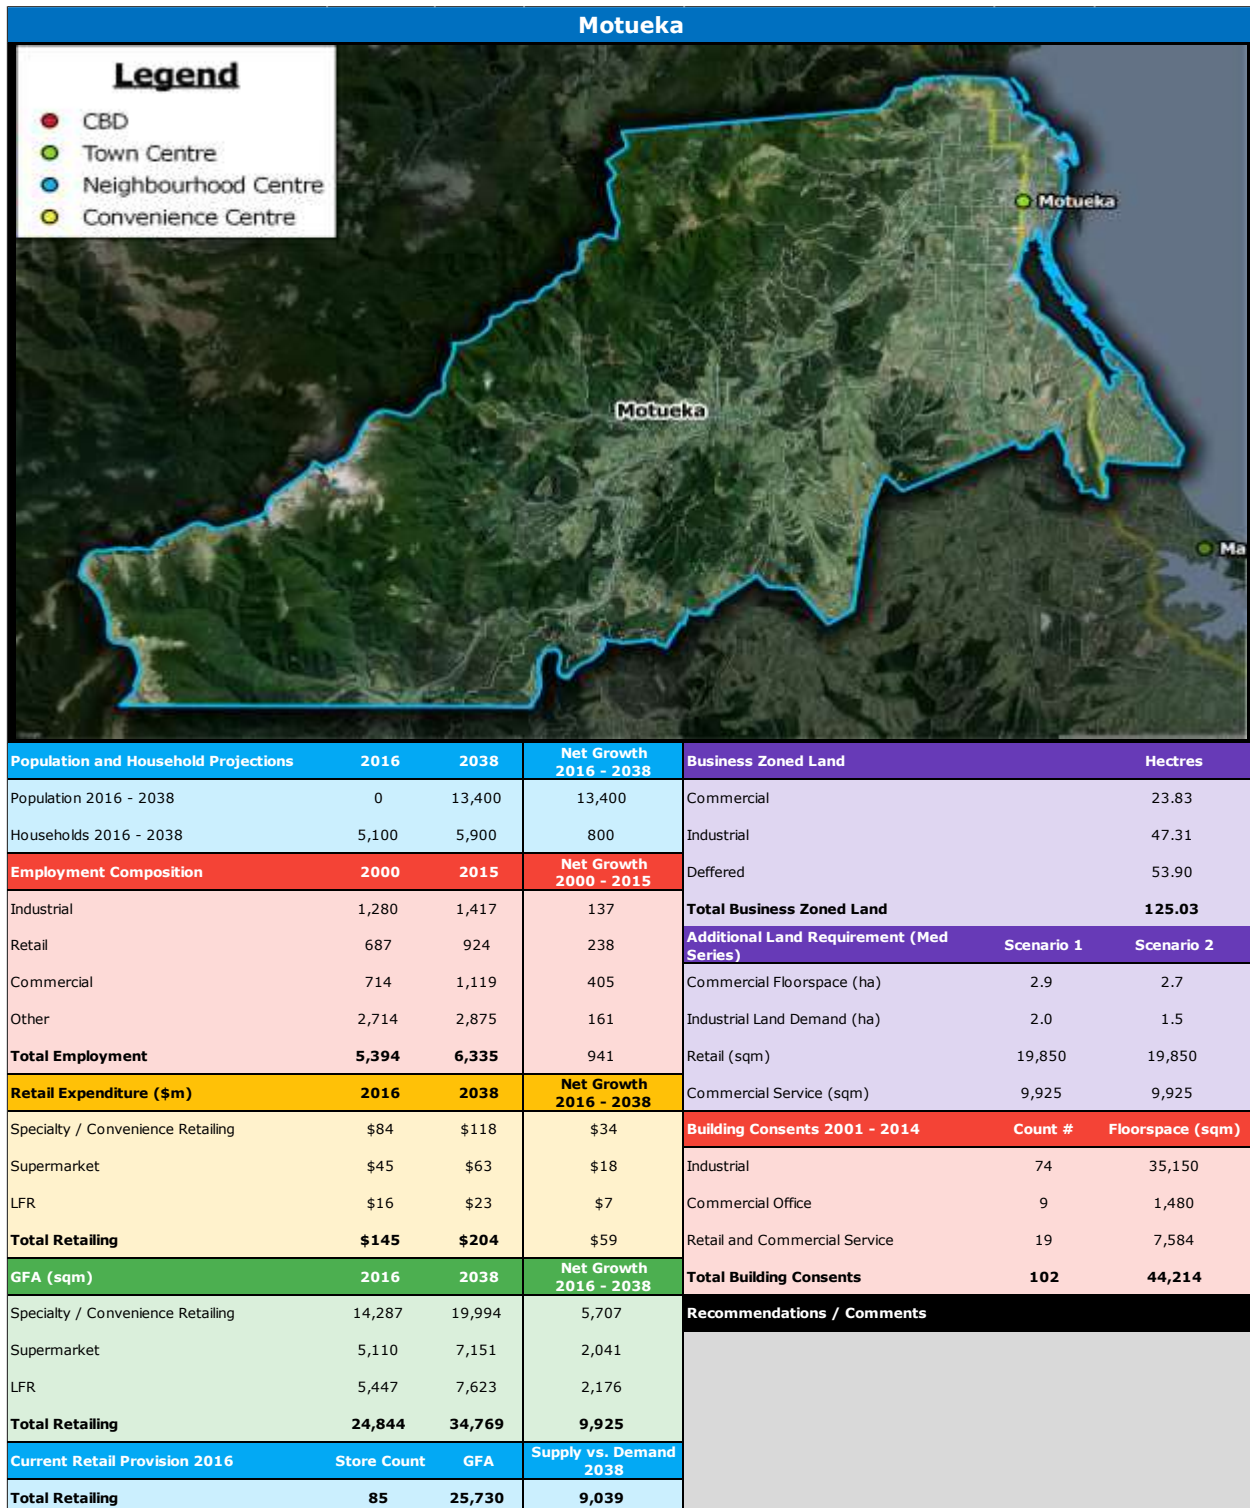 Motueka
Legend
CBD
Town Centre
Neighbourhood Centre
Convenience Centre
Motueka
Motueka
Ma
Population and Household Projections 2016 2038 Net Growth 2016 - 2038
Population 2016 - 2038 0 13,400 13,400
Households 2016 - 2038 5,100 5,900 800
Employment Composition 2000 2015 Net Growth 2000 - 2015
Industrial 1,280 1,417 137
Retail 687 924 238
Commercial 714 1,119 405
Other 2,714 2,875 161
Total Employment 5,394 6,335 941
Retail Expenditure ($m) 2016 2038 Net Growth 2016 - 2038
Specialty / Convenience Retailing $84 $118 $34
Supermarket $45 $63 $18
LFR $16 $23 $7
Total Retailing $145 $204 $59
GFA (sqm) 2016 2038 Net Growth 2016 - 2038
Specialty / Convenience Retailing 14,287 19,994 5,707
Supermarket 5,110 7,151 2,041
LFR 5,447 7,623 2,176
Total Retailing 24,844 34,769 9,925
Current Retail Provision 2016 Store Count GFA Supply vs. Demand 2038
Total Retailing 85 25,730 9,039
Business Zoned Land Hectres
Commercial 23.83
Industrial 47.31
Deffered 53.90
Total Business Zoned Land 125.03
Additional Land Requirement (Med Series) Scenario 1 Scenario 2
Commercial Floorspace (ha) 2.9 2.7
Industrial Land Demand (ha) 2.0 1.5
Retail (sqm) 19,850 19,850
Commercial Service (sqm) 9,925 9,925
Building Consents 2001 - 2014 Count # Floorspace (sqm)
Industrial 74 35,150
Commercial Office 9 1,480
Retail and Commercial Service 19 7,584
Total Building Consents 102 44,214
Recommendations / Comments